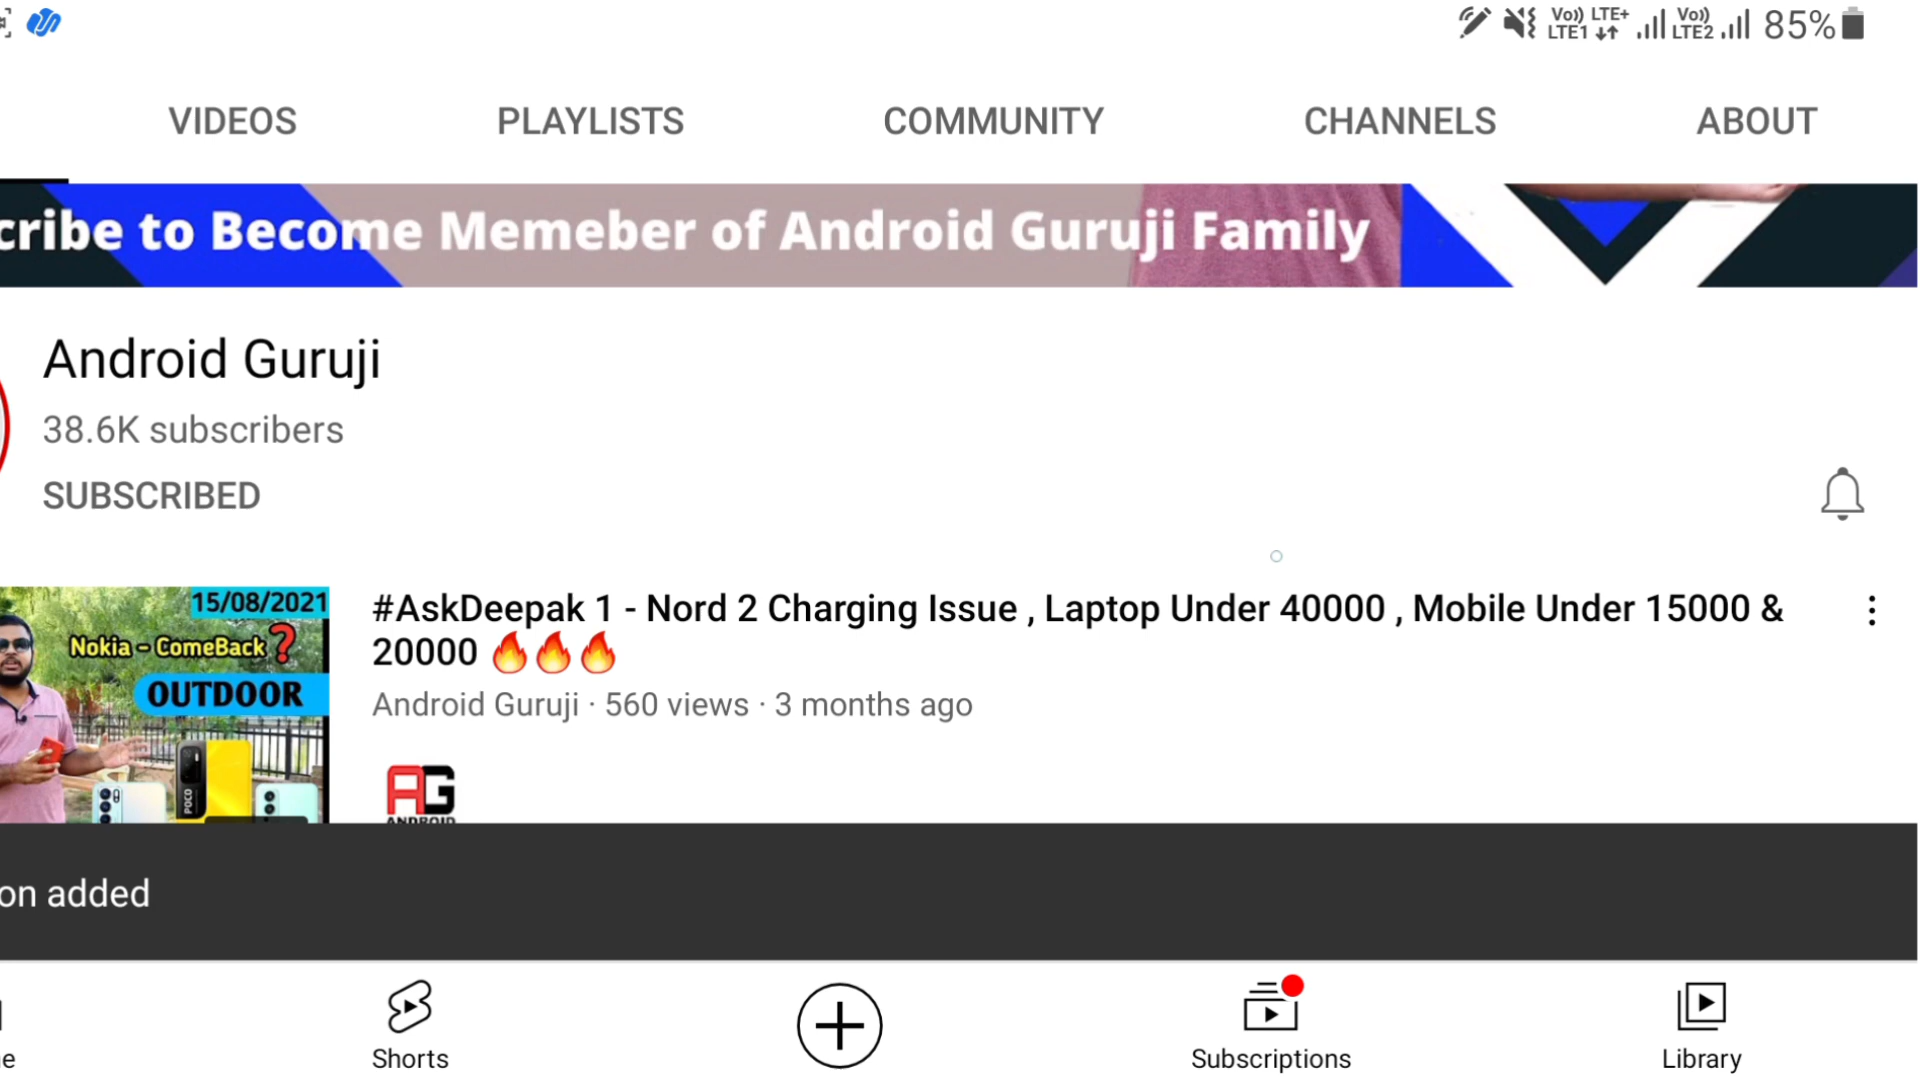 Vo)) LTE+ Vo)) 85%
LTE1 LTE2
VIDEOS PLAYLISTS COMMUNITY CHANNELS ABOUT
cribe to Become Memeber of Android Guruji Family
Android Guruji
38.6K subscribers
SUBSCRIBED
15/08/2021
Nokia - ComeBack ?
OUTDOOR
POCO
#AskDeepak 1 - Nord 2 Charging Issue , Laptop Under 40000 , Mobile Under 15000 &
20000 🔥🔥🔥
Android Guruji · 560 views · 3 months ago
AG
ANDROID
on added
e Shorts Subscriptions Library